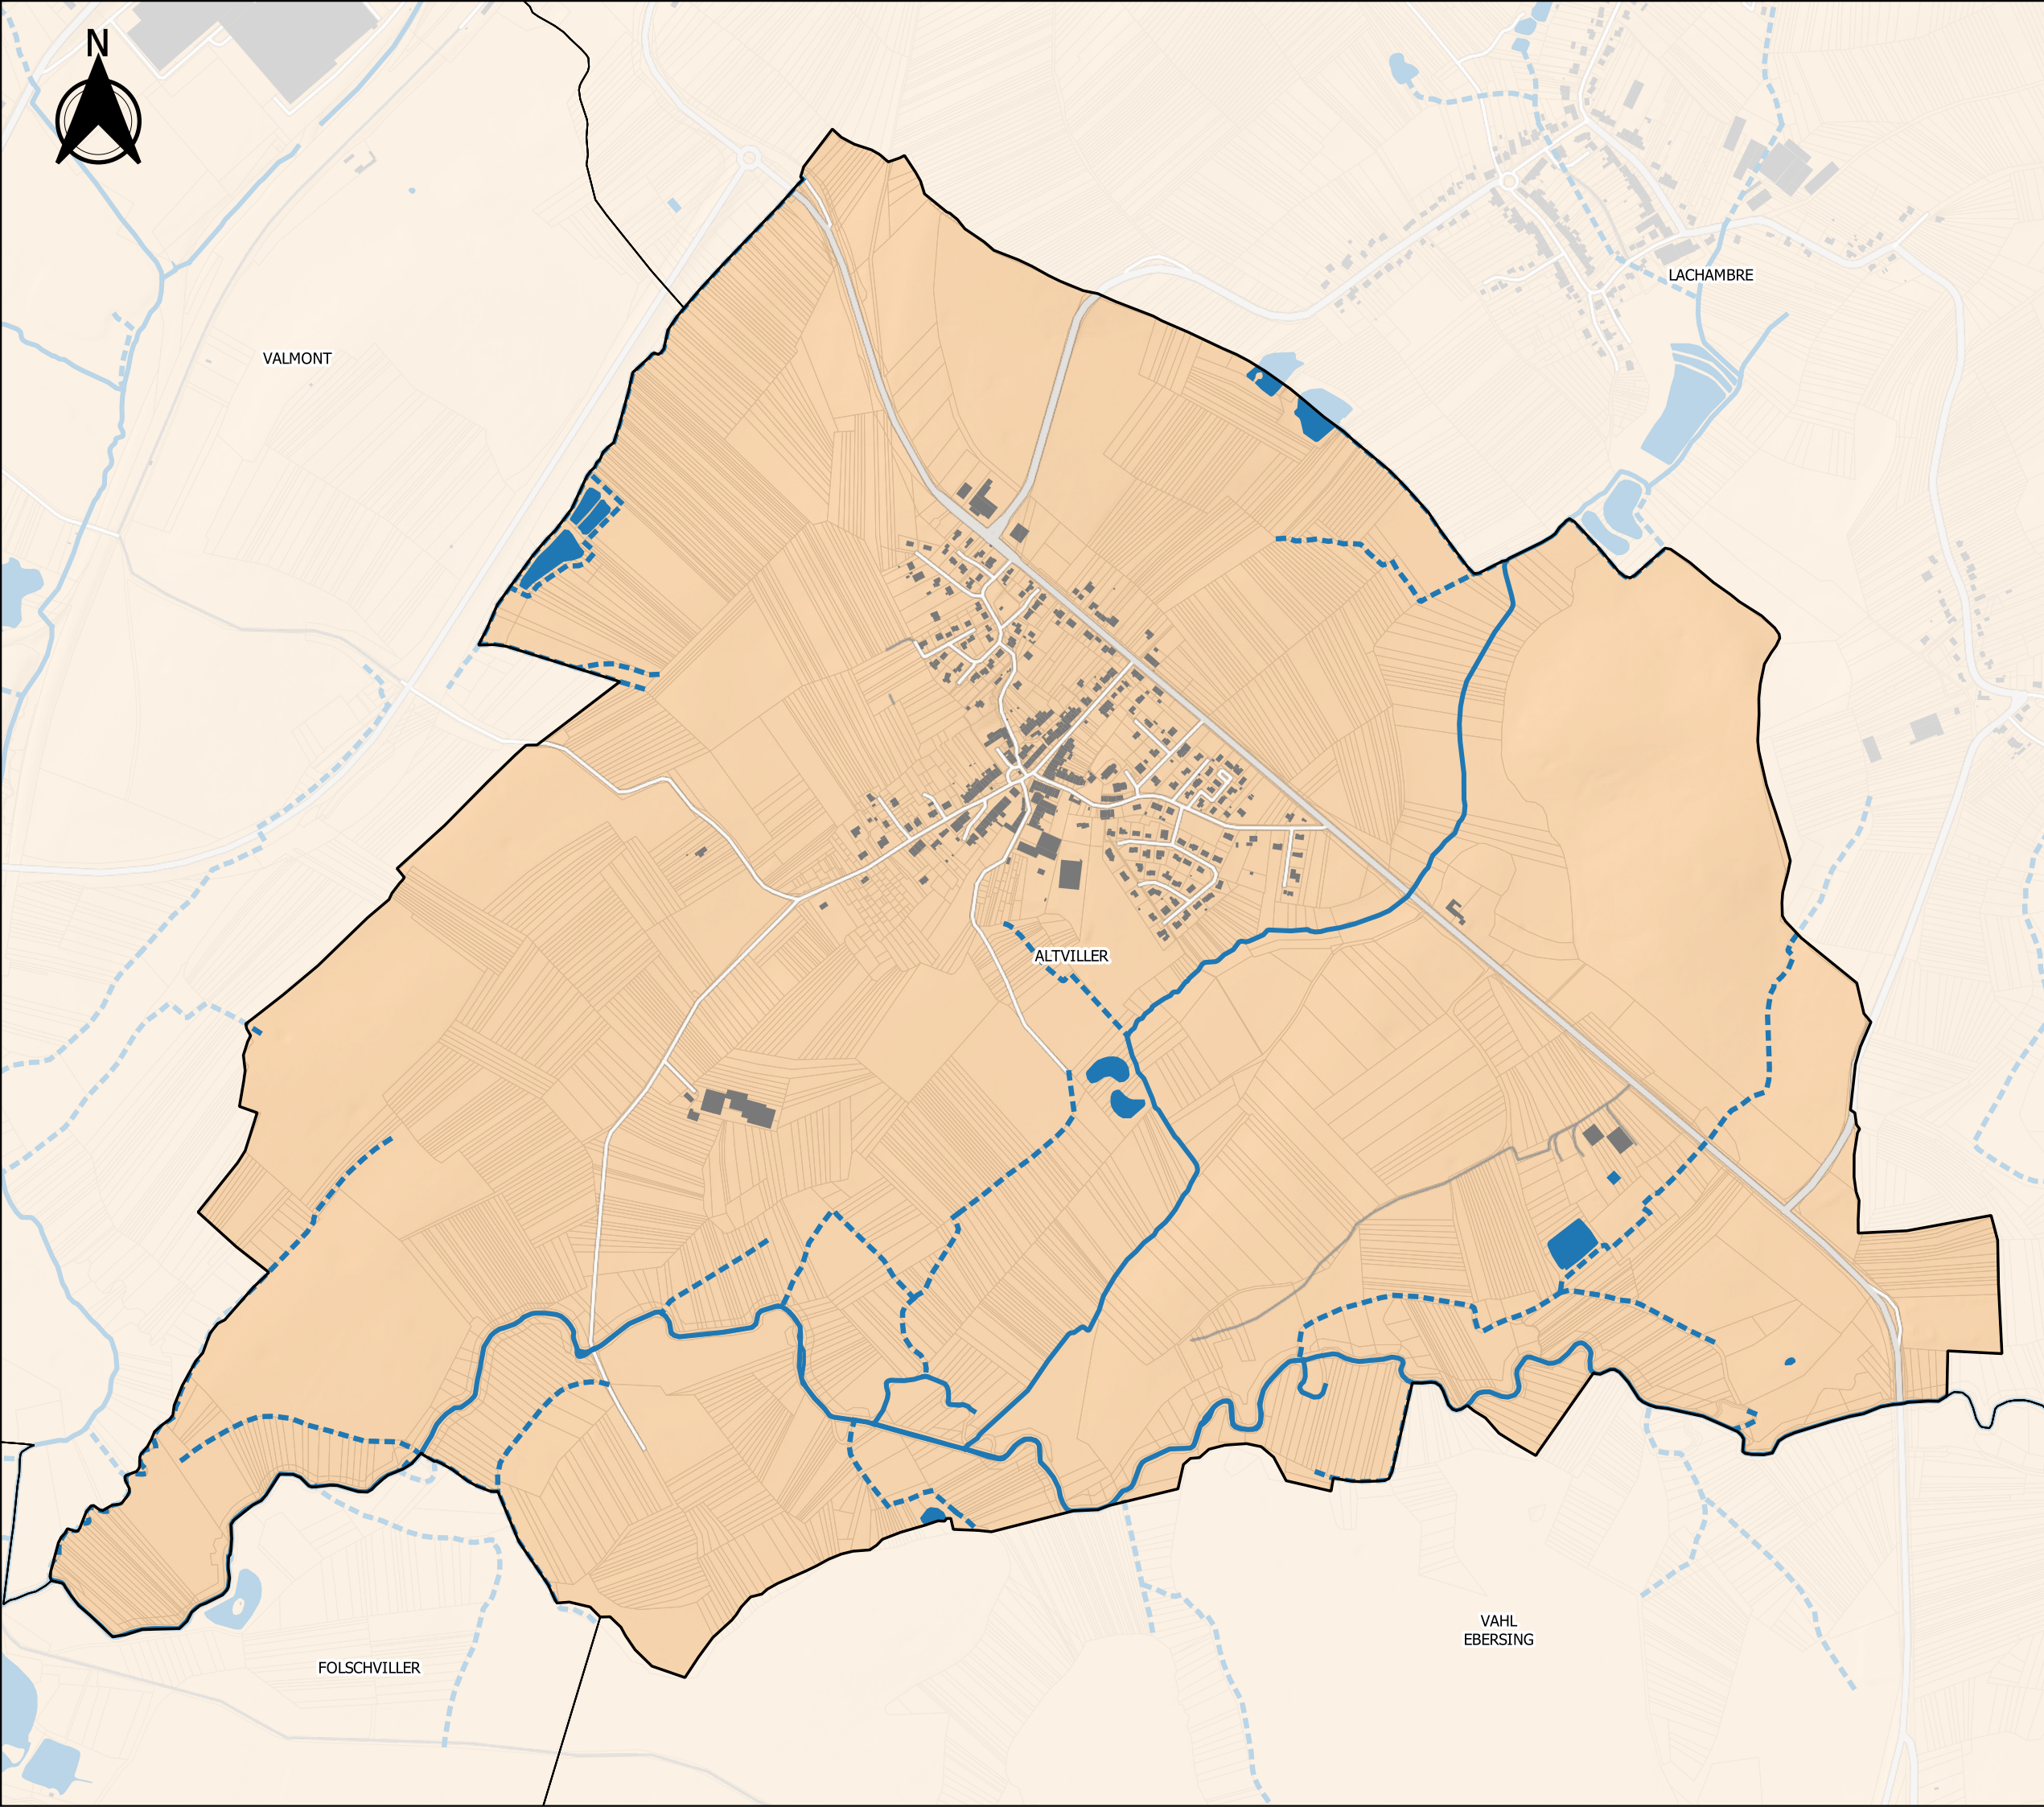 N
LACHAMBRE
VALMONT
ALTVILLER
VAHL
EBERSING
FOLSCHVILLER